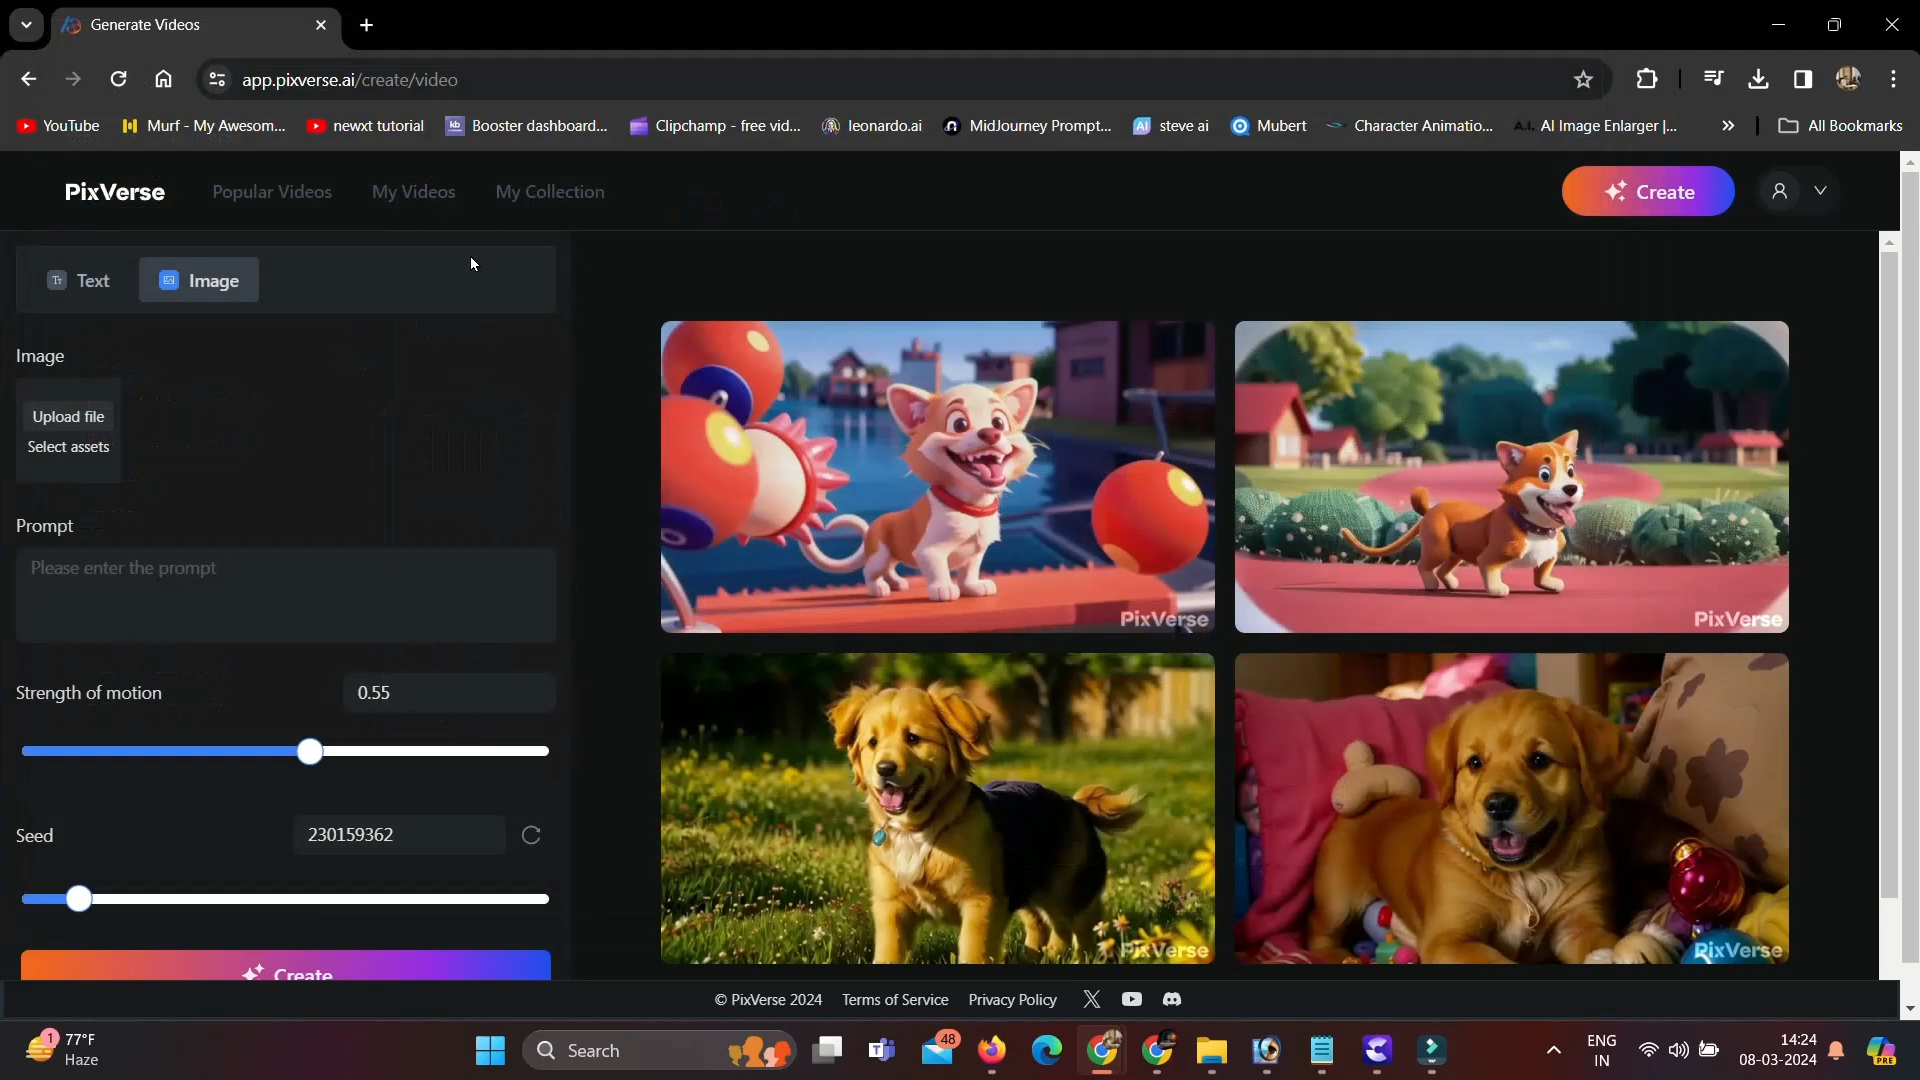 Generate Videos
app.pixverse.ai/create/video
YouTube
Murf - My Awesom...
newxt tutorial
kb
Booster dashboard...
Clipchamp - free vid...
leonardo.ai
MidJourney Prompt...
Ai
steve ai
Mubert
Character Animatio...
A.I.
AI Image Enlarger |...
All Bookmarks
PixVerse
Popular Videos
My Videos
My Collection
Create
Text
Image
Image
Upload file
Select assets
Prompt
Please enter the prompt
Strength of motion
0.55
Seed
230159362
Create
PixVerse
PixVerse
PixVerse
PixVerse
© PixVerse 2024
Terms of Service
Privacy Policy
1
77°F
Haze
Search
48
ENG
IN
14:24
08-03-2024
PRE